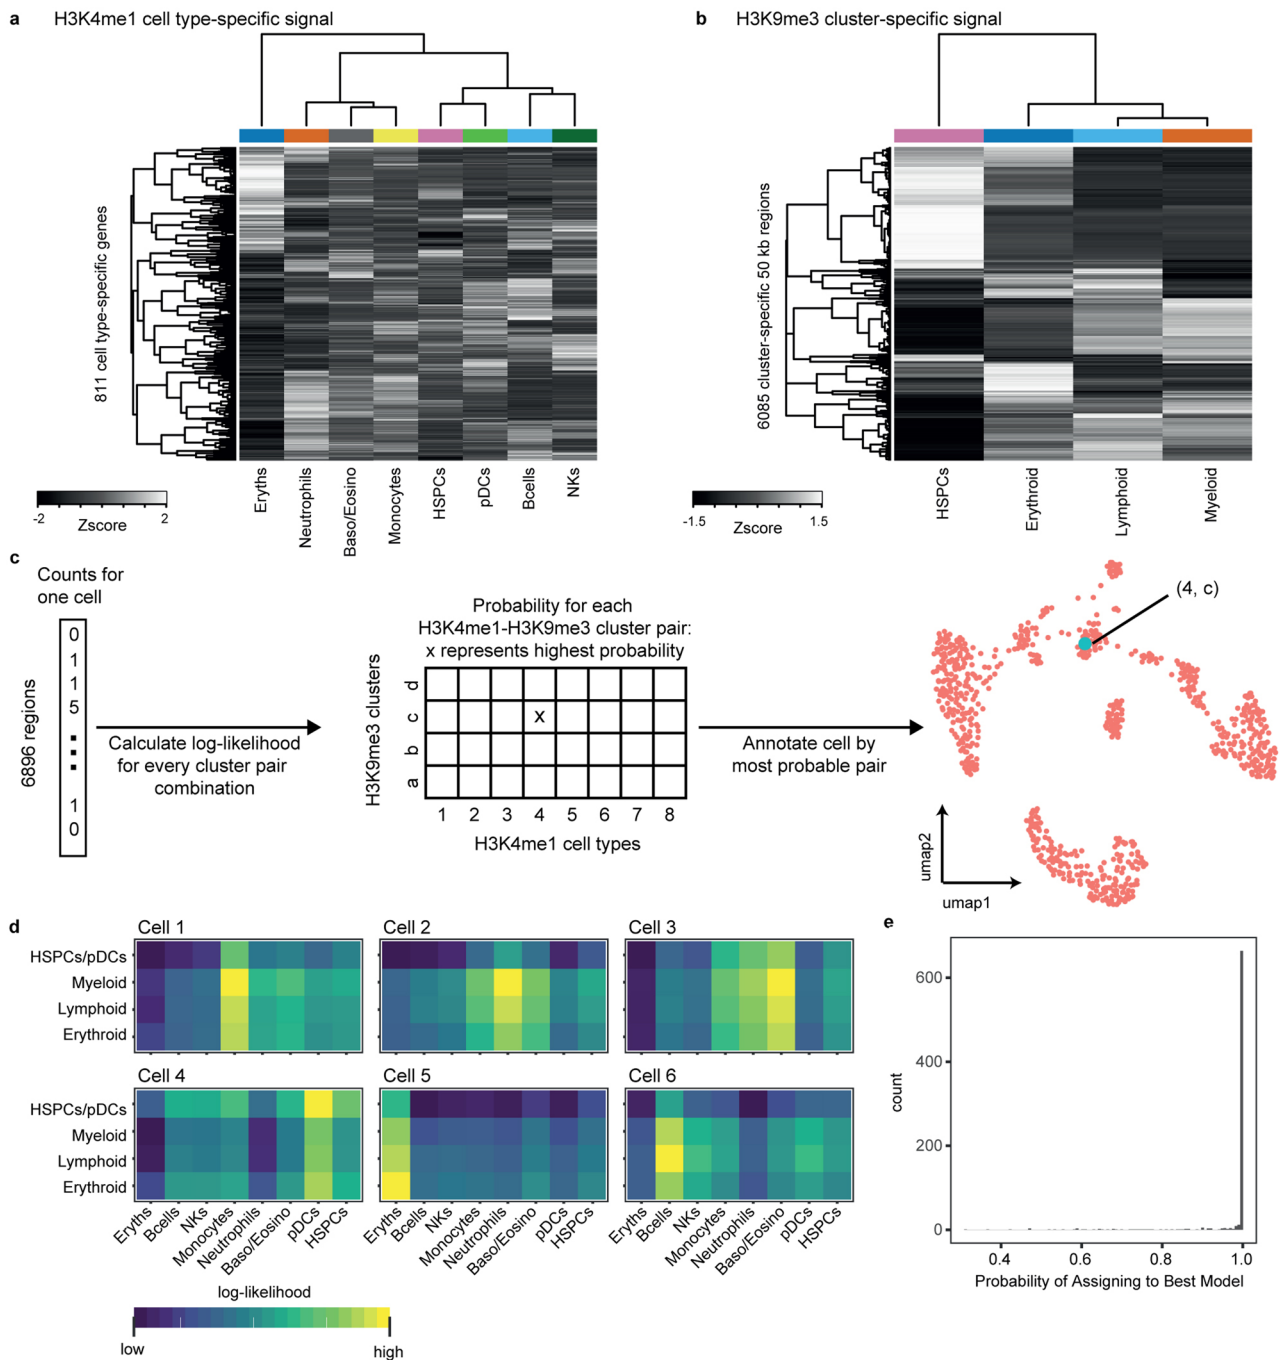 a H3K4me1 cell type-specific signal
811 cell type-specific genes
Eryths
Neutrophils
Baso/Eosino
Monocytes
HSPCs
pDCs
Bcells
NKs
-2 2
Zscore
b H3K9me3 cluster-specific signal
6085 cluster-specific 50 kb regions
HSPCs
Erythroid
Lymphoid
Myeloid
-1.5 1.5
Zscore
c
Counts for
one cell
6896 regions
0
1
1
5
1
0
Calculate log-likelihood
for every cluster pair
combination
Probability for each
H3K4me1-H3K9me3 cluster pair:
x represents highest probability
H3K9me3 clusters
d
c
b
a
x
1 2 3 4 5 6 7 8
H3K4me1 cell types
Annotate cell by
most probable pair
(4, c)
umap2
umap1
d
Cell 1 Cell 2 Cell 3
HSPCs/pDCs
Myeloid
Lymphoid
Erythroid
Cell 4 Cell 5 Cell 6
HSPCs/pDCs
Myeloid
Lymphoid
Erythroid
Eryths
Bcells
NKs
Monocytes
Neutrophils
Baso/Eosino
pDCs
HSPCs
Eryths
Bcells
NKs
Monocytes
Neutrophils
Baso/Eosino
pDCs
HSPCs
Eryths
Bcells
NKs
Monocytes
Neutrophils
Baso/Eosino
pDCs
HSPCs
log-likelihood
low high
e
count
600
400
200
0
0.4 0.6 0.8 1.0
Probability of Assigning to Best Model